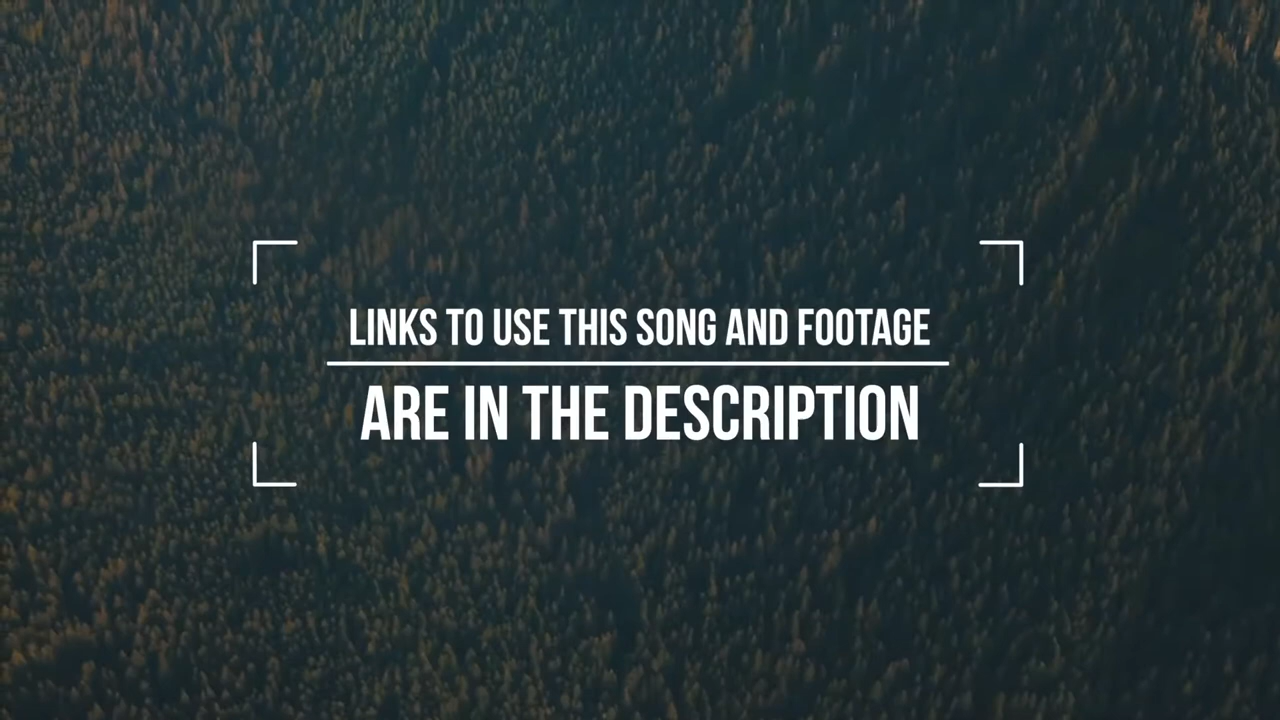 LINKS TO USE THIS SONG AND FOOTAGE
ARE IN THE DESCRIPTION